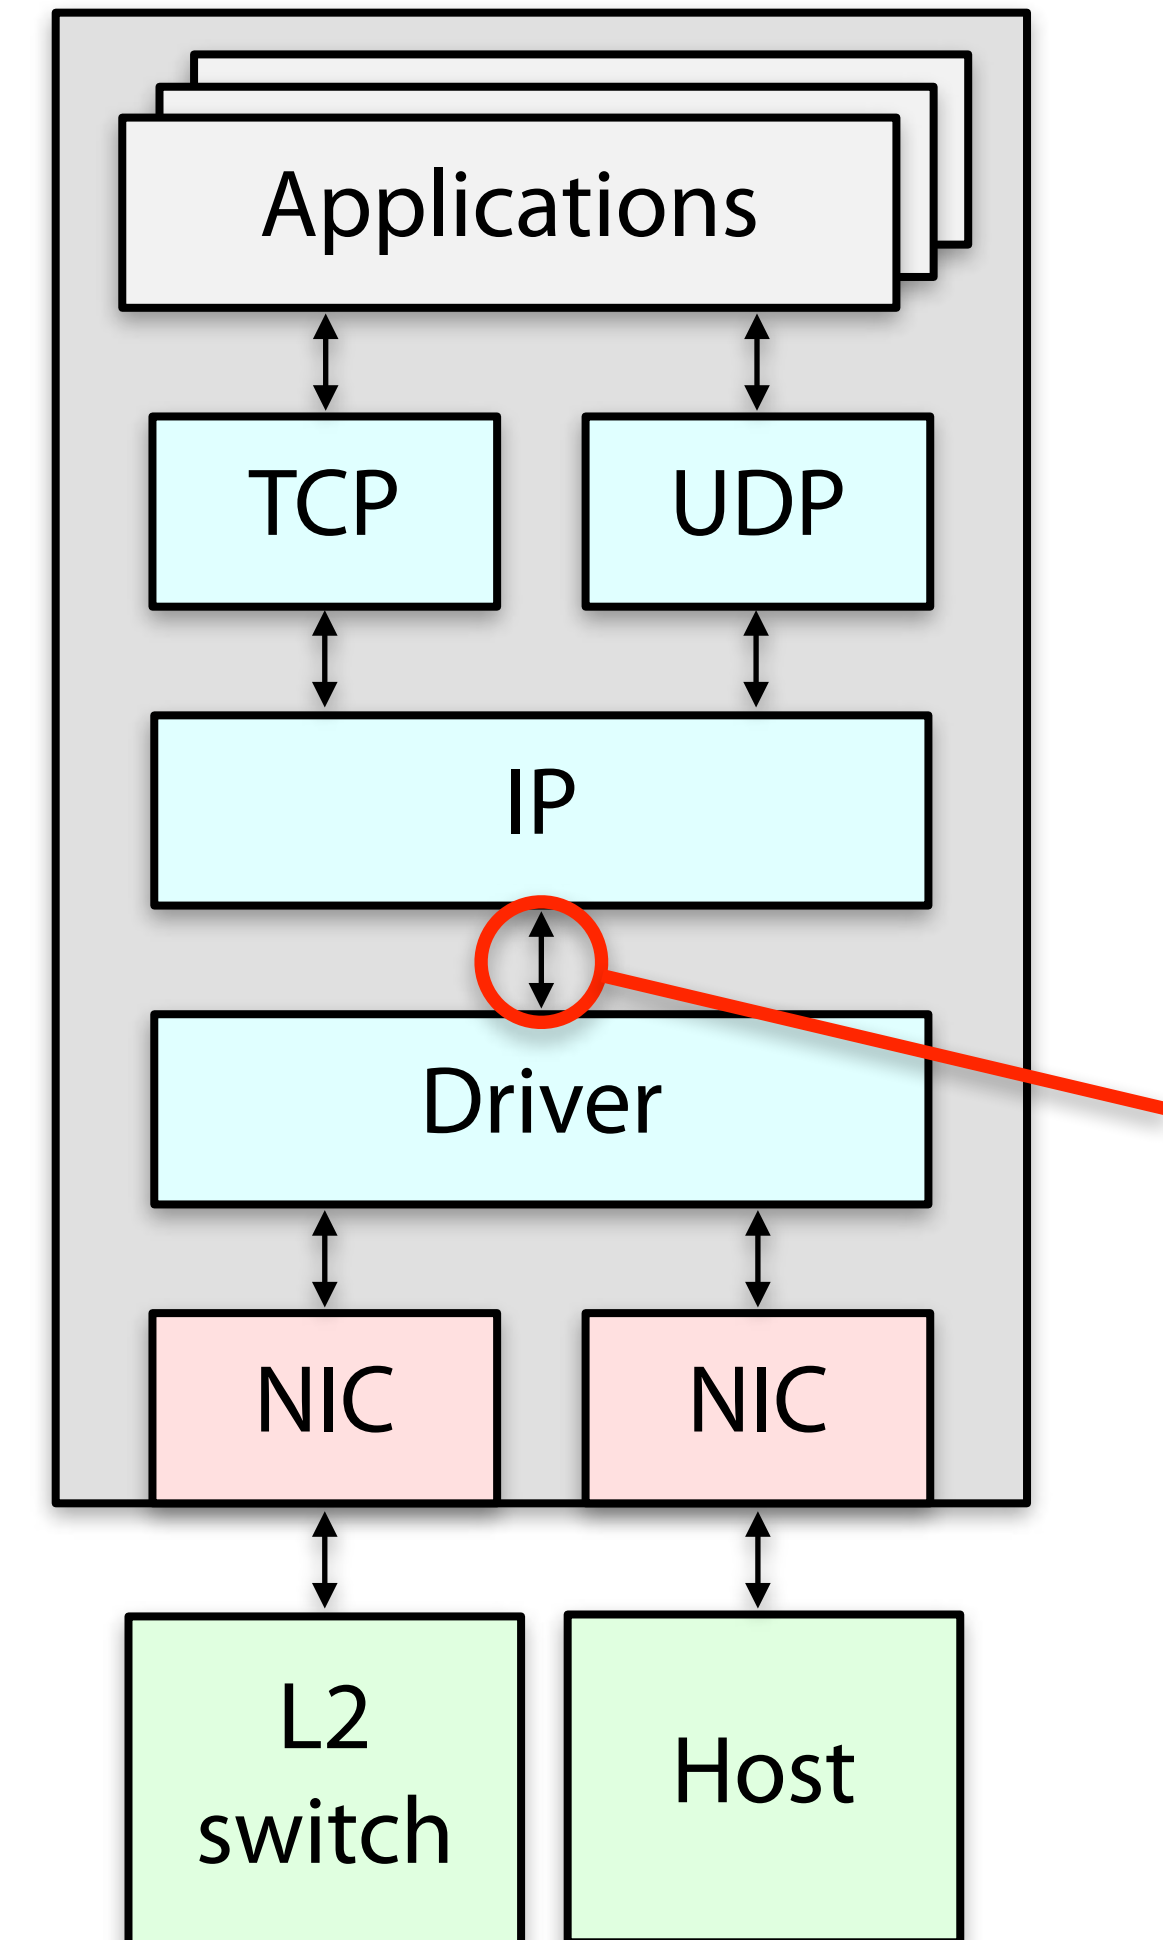 Applications
TCP
UDP
IP
Driver
NIC
NIC
L2
switch
Host